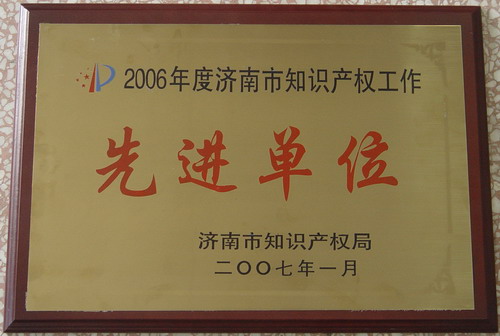 2006年度济南市知识产权工作
先进单位
济南市知识产权局
二〇〇七年一月